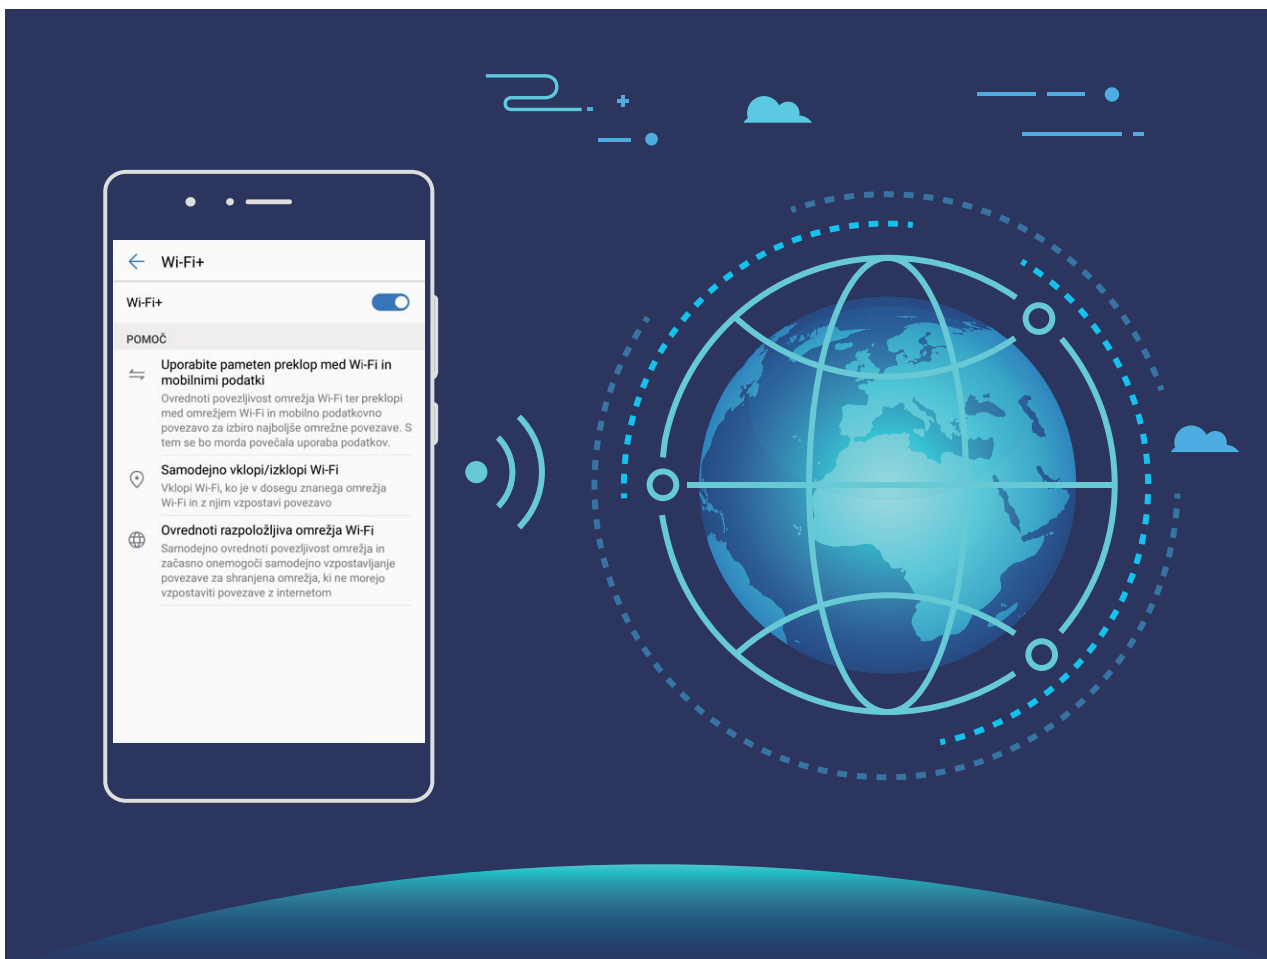 Wi-Fi+
Wi-Fi+
POMOČ
Uporabite pameten preklop med Wi-Fi in
mobilnimi podatki
Ovrednoti povezljivost omrežja Wi-Fi ter preklopi
med omrežjem Wi-Fi in mobilno podatkovno
povezavo za izbiro najboljše omrežne povezave. S
tem se bo morda povečala uporaba podatkov.
Samodejno vklopi/izklopi Wi-Fi
Vklopi Wi-Fi, ko je v dosegu znanega omrežja
Wi-Fi in z njim vzpostavi povezavo
Ovrednoti razpoložljiva omrežja Wi-Fi
Samodejno ovrednoti povezljivost omrežja in
začasno onemogoči samodejno vzpostavljanje
povezave za shranjena omrežja, ki ne morejo
vzpostaviti povezave z internetom